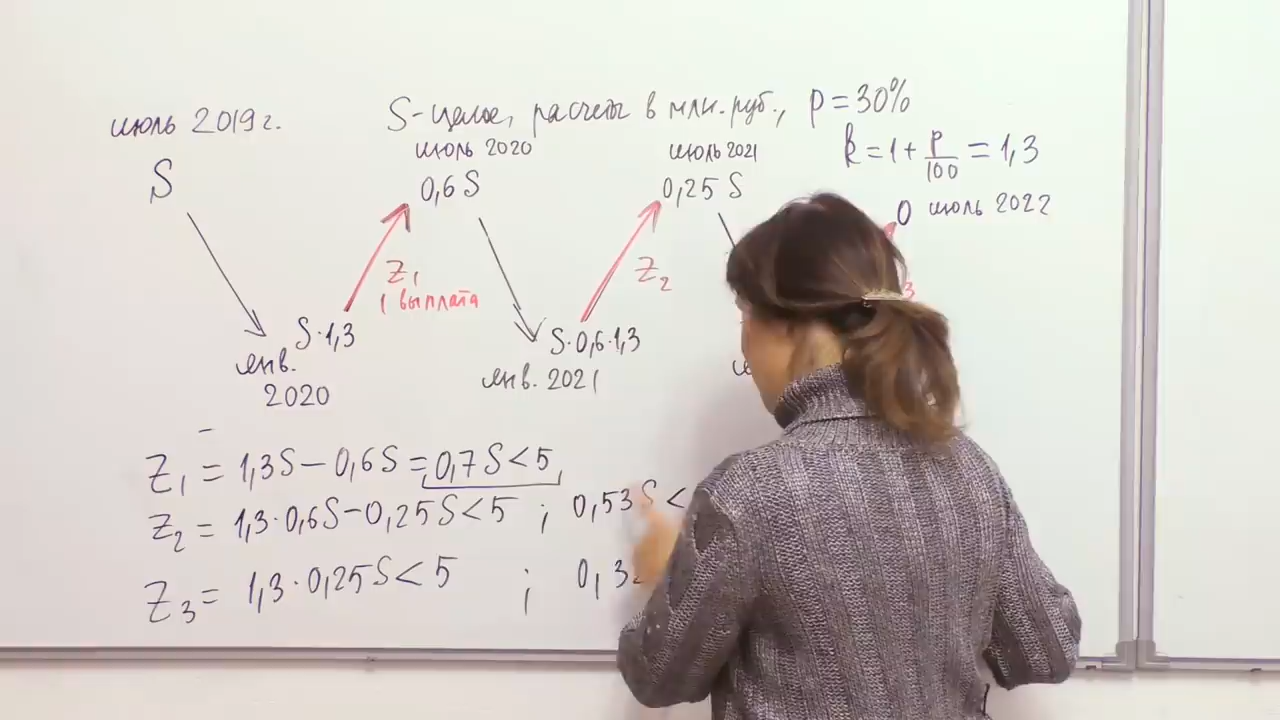 июль 2019 г.
S-целое, расчеты в млн. руб., p = 30%
k = 1 + p/100 = 1,3
июль 2020
июль 2021
S
0,6 S
0,25 S
0 июль 2022
Z₁
1 выплата
Z₂
3
S·1,3
S·0,6·1,3
янв.
2020
янв. 2021
Z₁ = 1,3S − 0,6S = 0,7S < 5,
Z₂ = 1,3·0,6S − 0,25S < 5 ; 0,53S <
Z₃ = 1,3·0,25S < 5 ; 0,3